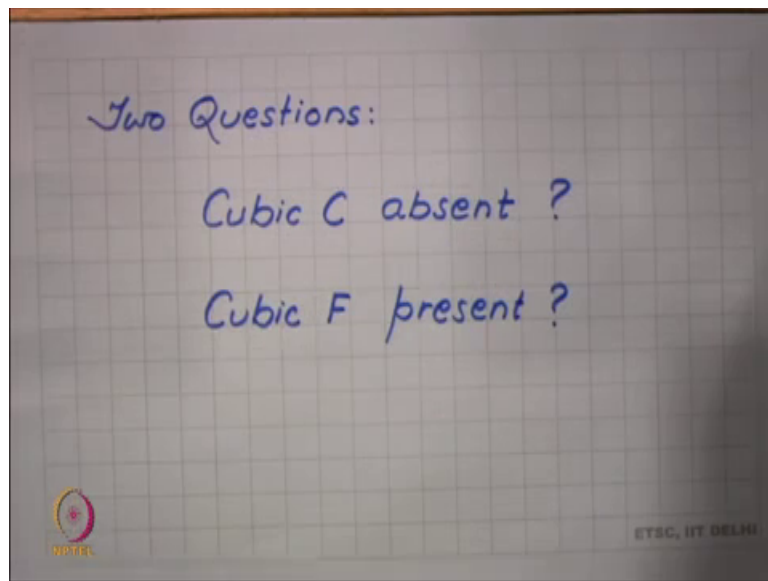 Two Questions:
Cubic C absent ?
Cubic F present ?
NPTEL
ETSC, IIT DELHI